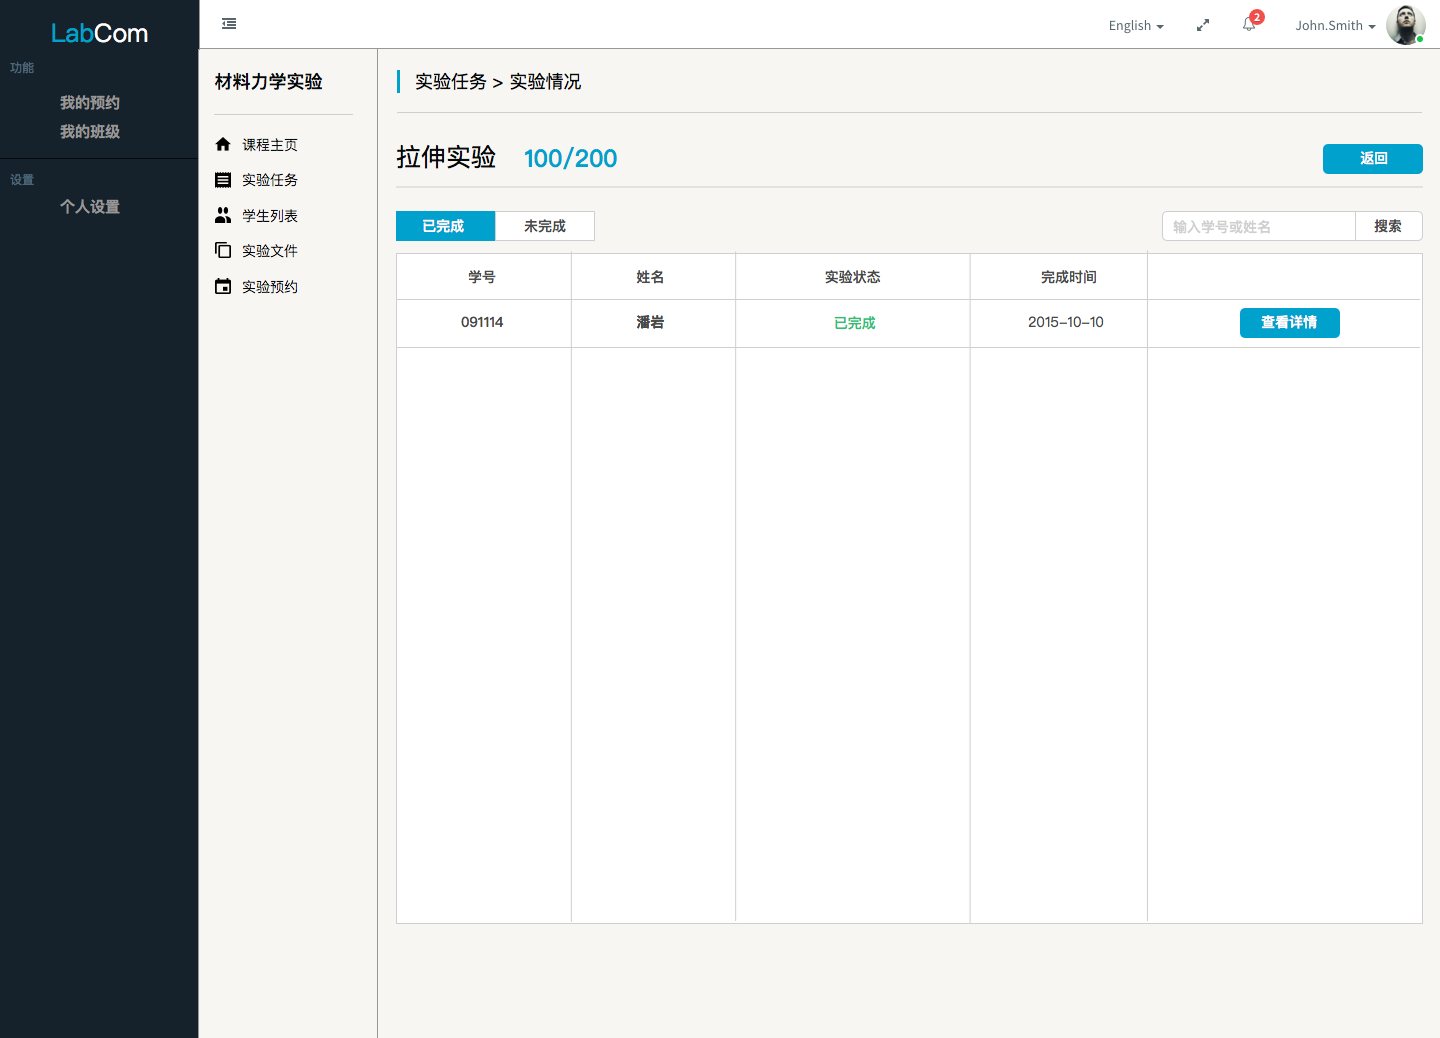 LabCom
功能
我的预约
我的班级
设置
个人设置
English
2
John.Smith
材料力学实验
课程主页
实验任务
学生列表
实验文件
实验预约
实验任务 > 实验情况
拉伸实验 100/200
返回
已完成 未完成
输入学号或姓名 搜索
学号 姓名 实验状态 完成时间
091114 潘岩 已完成 2015-10-10 查看详情